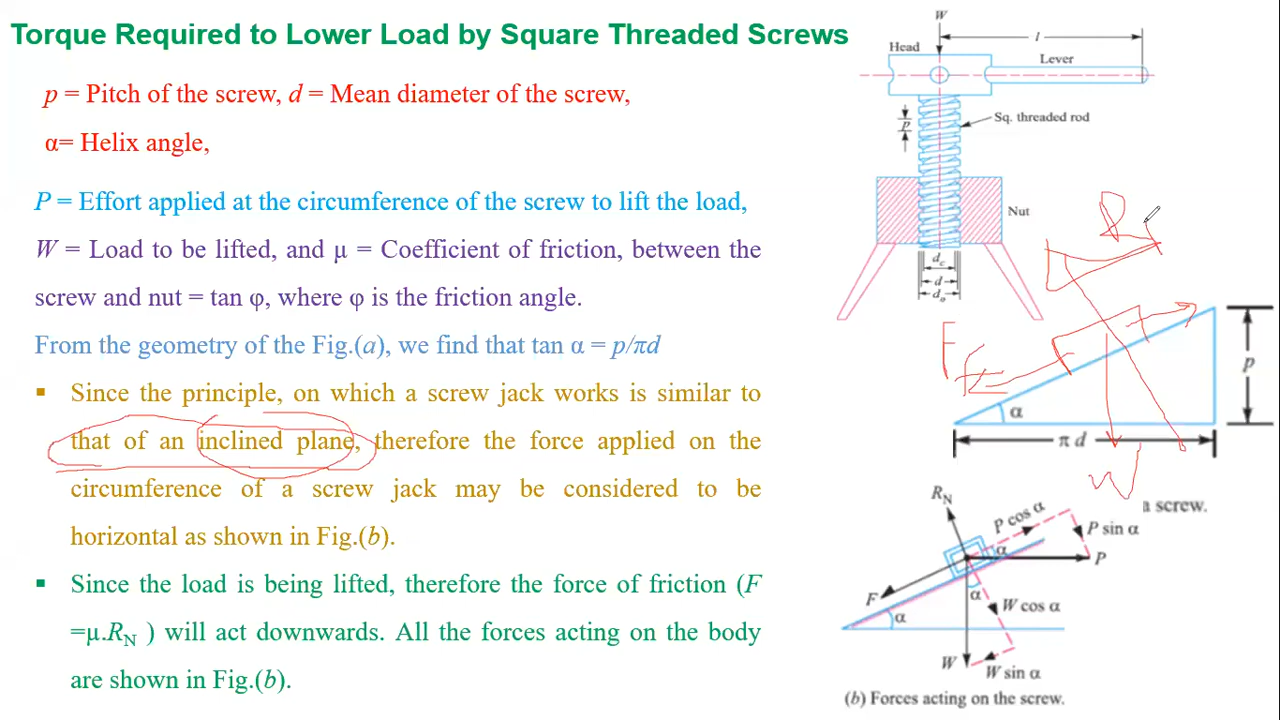 Torque Required to Lower Load by Square Threaded Screws
p = Pitch of the screw, d = Mean diameter of the screw,
α= Helix angle,
P = Effort applied at the circumference of the screw to lift the load,
W = Load to be lifted, and μ = Coefficient of friction, between the
screw and nut = tan φ, where φ is the friction angle.
From the geometry of the Fig.(a), we find that tan α = p/πd
▪ Since the principle, on which a screw jack works is similar to
that of an inclined plane, therefore the force applied on the
circumference of a screw jack may be considered to be
horizontal as shown in Fig.(b).
▪ Since the load is being lifted, therefore the force of friction (F
=μ.RN ) will act downwards. All the forces acting on the body
are shown in Fig.(b).
W
l
Head
Lever
p
Sq. threaded rod
Nut
dc
d
do
F
W
p
α
π d
a screw.
RN
P cos α
P sin α
α
P
F
α
W cos α
α
W
W sin α
(b) Forces acting on the screw.